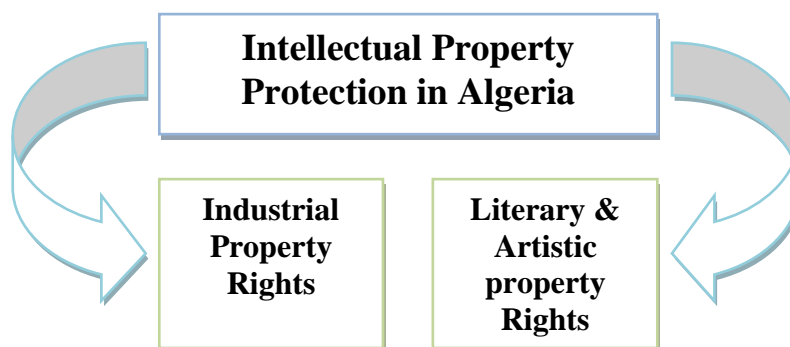 Intellectual Property
Protection in Algeria
Industrial
Property
Rights
Literary &
Artistic
property
Rights